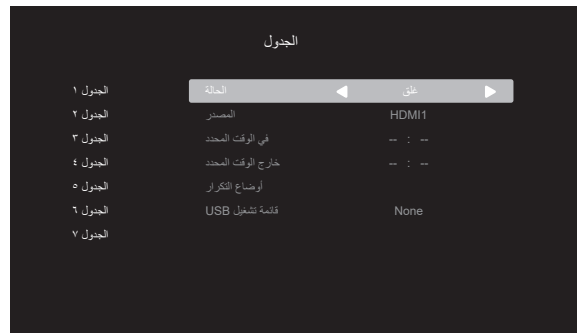 الجدول
الجدول ١
الحالة غلق
الجدول ٢
المصدر HDMI1
الجدول ٣
في الوقت المحدد -- : --
الجدول ٤
خارج الوقت المحدد -- : --
الجدول ٥
أوضاع التكرار
الجدول ٦
قائمة تشغيل USB None
الجدول ٧